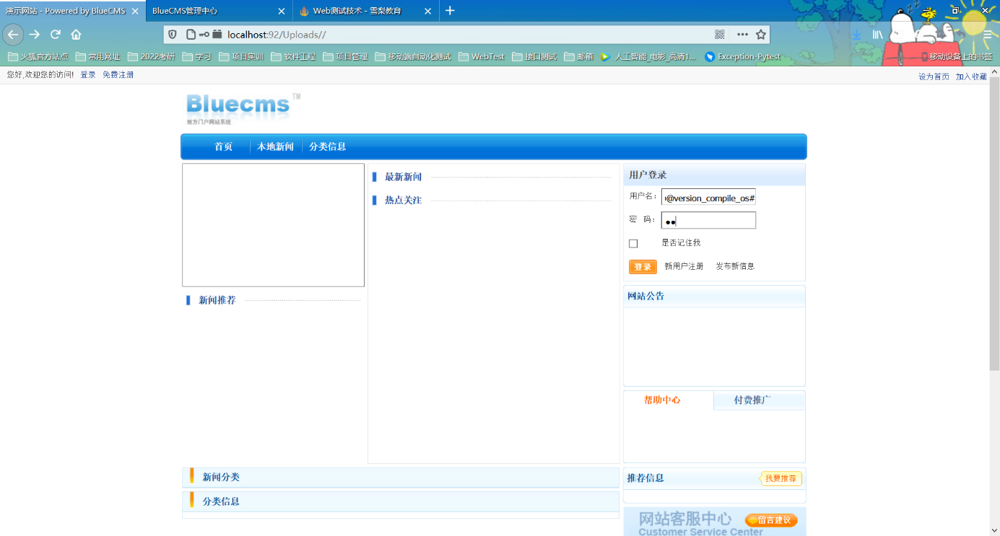 演示网站 - Powered by BlueCMS
BlueCMS管理中心
Web测试技术 - 雪梨教育
localhost:92/Uploads//
火狐官方站点 常用网址 2022考研 学习 项目实训 软件工程 项目管理 移动端自动化测试 WebTest 接口测试 邮箱 人工智能_电影_高清1... Exception-Pytest 移动设备上的书签
您好,欢迎您的访问! 登录 免费注册 设为首页 加入收藏
Bluecms TM
地方门户网站系统
首页 本地新闻 分类信息
最新新闻
热点关注
新闻推荐
用户登录
用户名: @version_compile_os#
密 码: ●●
是否记住我
登录 新用户注册 发布新信息
网站公告
帮助中心 付费推广
新闻分类
分类信息
推荐信息 我要推荐
网站客服中心 留言建议
Customer Service Center